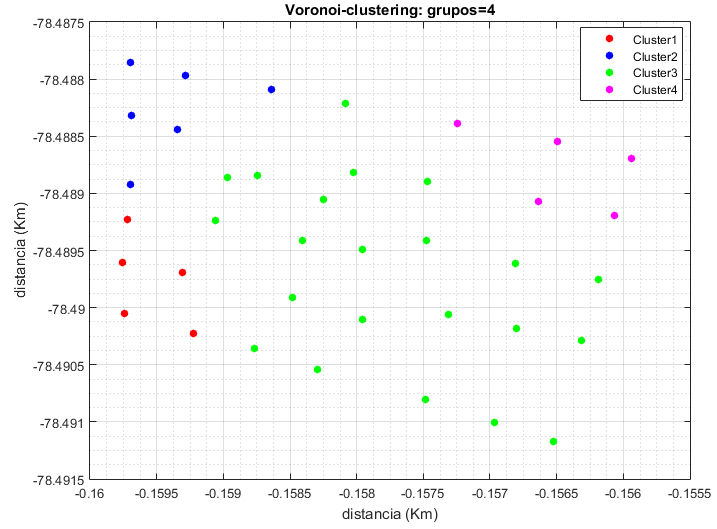 Voronoi-clustering: grupos=4
-78.4875
-78.488
-78.4885
-78.489
-78.4895
-78.49
-78.4905
-78.491
-78.4915
distancia (Km)
Cluster1
Cluster2
Cluster3
Cluster4
-0.16 -0.1595 -0.159 -0.1585 -0.158 -0.1575 -0.157 -0.1565 -0.156 -0.1555
distancia (Km)